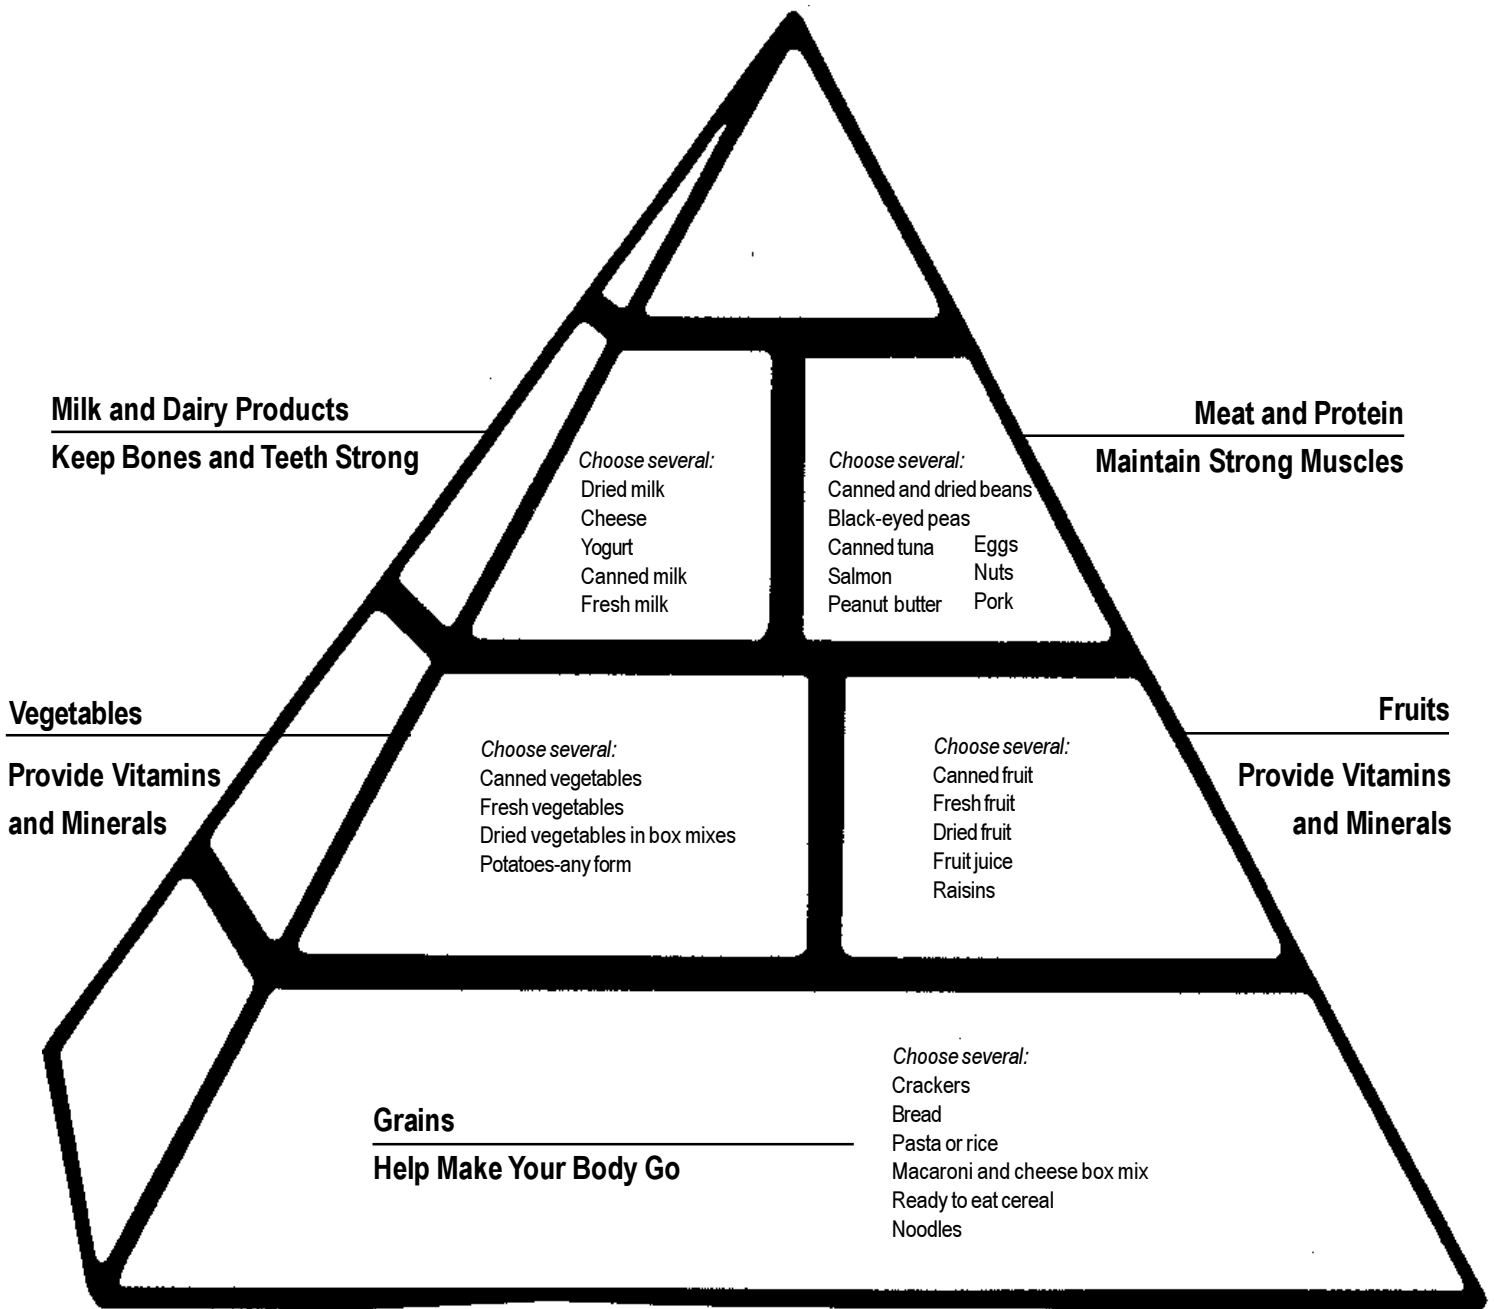 Milk and Dairy Products
Keep Bones and Teeth Strong
Choose several:
Dried milk
Cheese
Yogurt
Canned milk
Fresh milk
Choose several:
Canned and dried beans
Black-eyed peas
Canned tuna
Salmon
Peanut butter
Eggs
Nuts
Pork
Meat and Protein
Maintain Strong Muscles
Vegetables
Provide Vitamins
and Minerals
Choose several:
Canned vegetables
Fresh vegetables
Dried vegetables in box mixes
Potatoes-any form
Choose several:
Canned fruit
Fresh fruit
Dried fruit
Fruit juice
Raisins
Fruits
Provide Vitamins
and Minerals
Grains
Help Make Your Body Go
Choose several:
Crackers
Bread
Pasta or rice
Macaroni and cheese box mix
Ready to eat cereal
Noodles